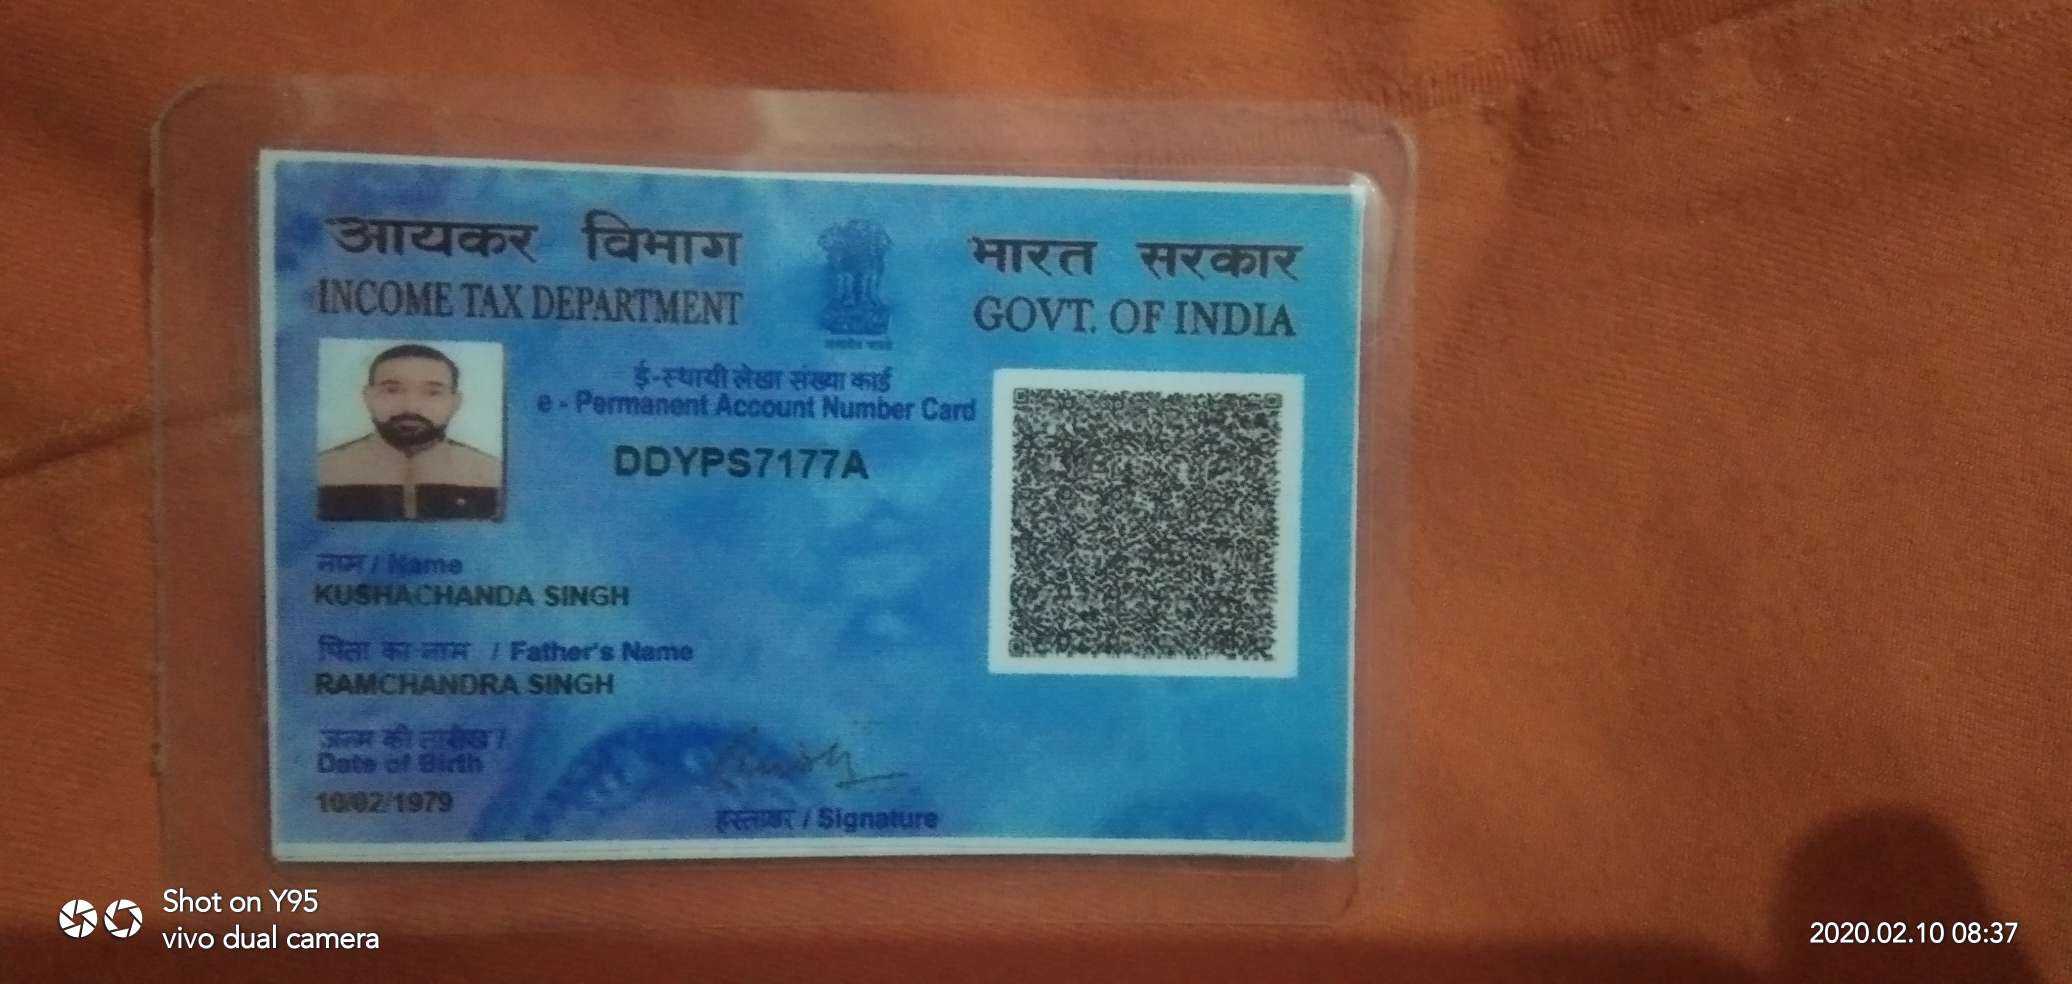 आयकर विभाग
INCOME TAX DEPARTMENT
भारत सरकार
GOVT. OF INDIA
ई-स्थायी लेखा संख्या कार्ड
e - Permanent Account Number Card
DDYPS7177A
नाम / Name
KUSHACHANDA SINGH
पिता का नाम / Father's Name
RAMCHANDRA SINGH
जन्म की तारीख /
Date of Birth
10/02/1979
हस्ताक्षर / Signature
Shot on Y95
vivo dual camera
2020.02.10 08:37